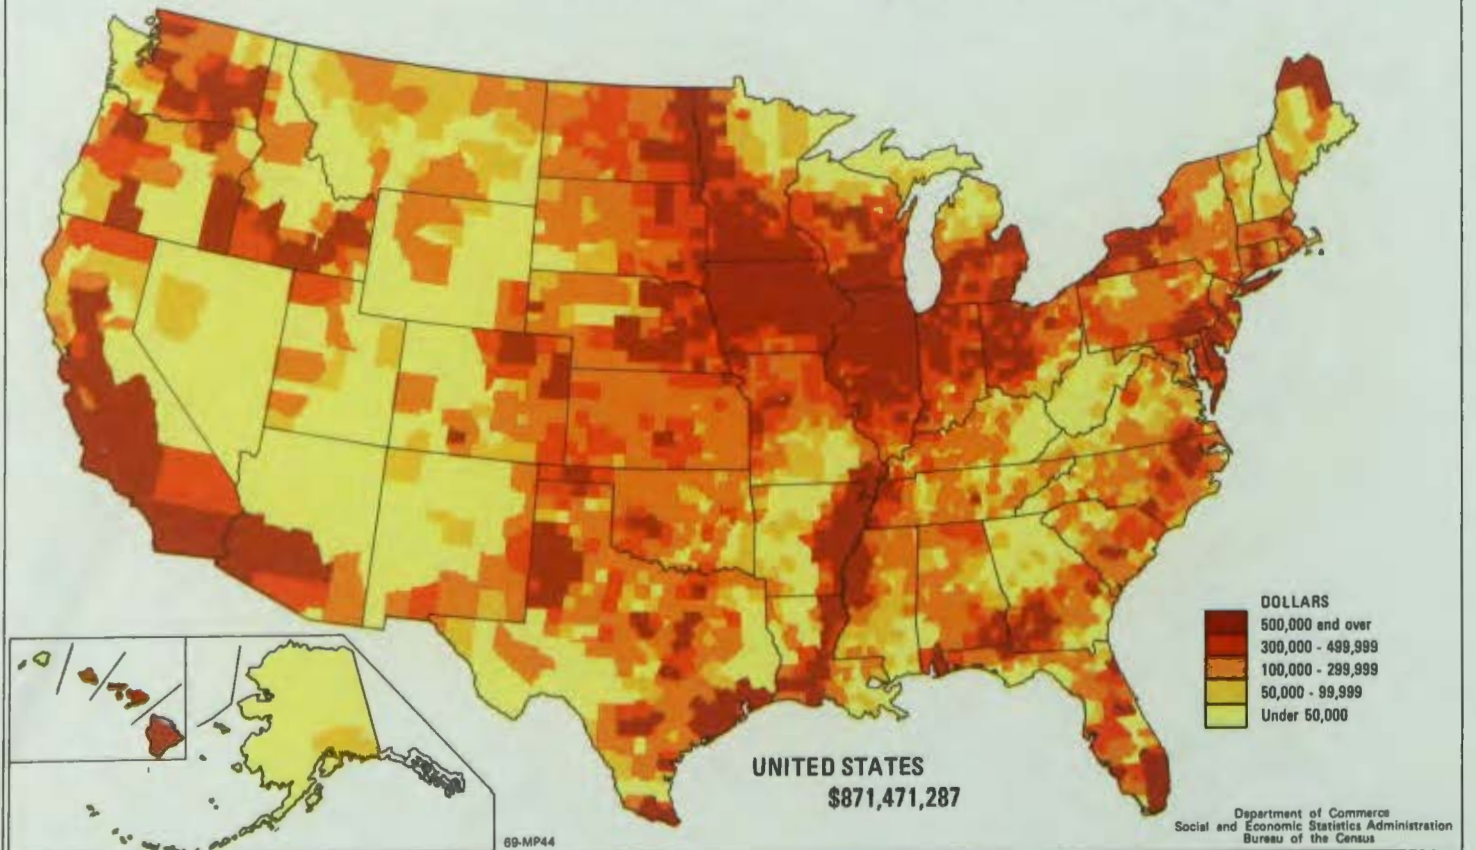 DOLLARS
500,000 and over
300,000 - 499,999
100,000 - 299,999
50,000 - 99,999
Under 50,000
UNITED STATES
$871,471,287
Department of Commerce
Social and Economic Statistics Administration
Bureau of the Census
69-MP44